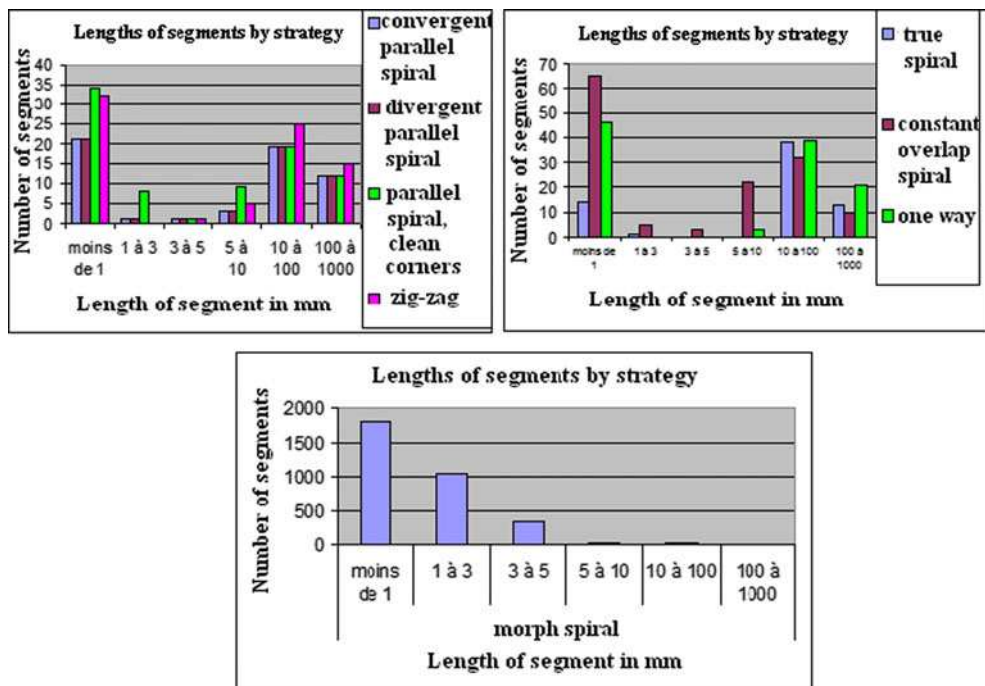 Lengths of segments by strategy
Number of segments
40
35
30
25
20
15
10
5
0
moins de 1
1 à 3
3 à 5
5 à 10
10 à 100
100 à 1000
Length of segment in mm
convergent
parallel
spiral
divergent
parallel
spiral
parallel
spiral,
clean
corners
zig-zag
Lengths of segments by strategy
Number of segments
70
60
50
40
30
20
10
0
moins de 1
1 à 3
3 à 5
5 à 10
10 à 100
100 à 1000
Length of segment in mm
true
spiral
constant
overlap
spiral
one way
Lengths of segments by strategy
Number of segments
2000
1500
1000
500
0
moins de 1
1 à 3
3 à 5
5 à 10
10 à 100
100 à 1000
morph spiral
Length of segment in mm